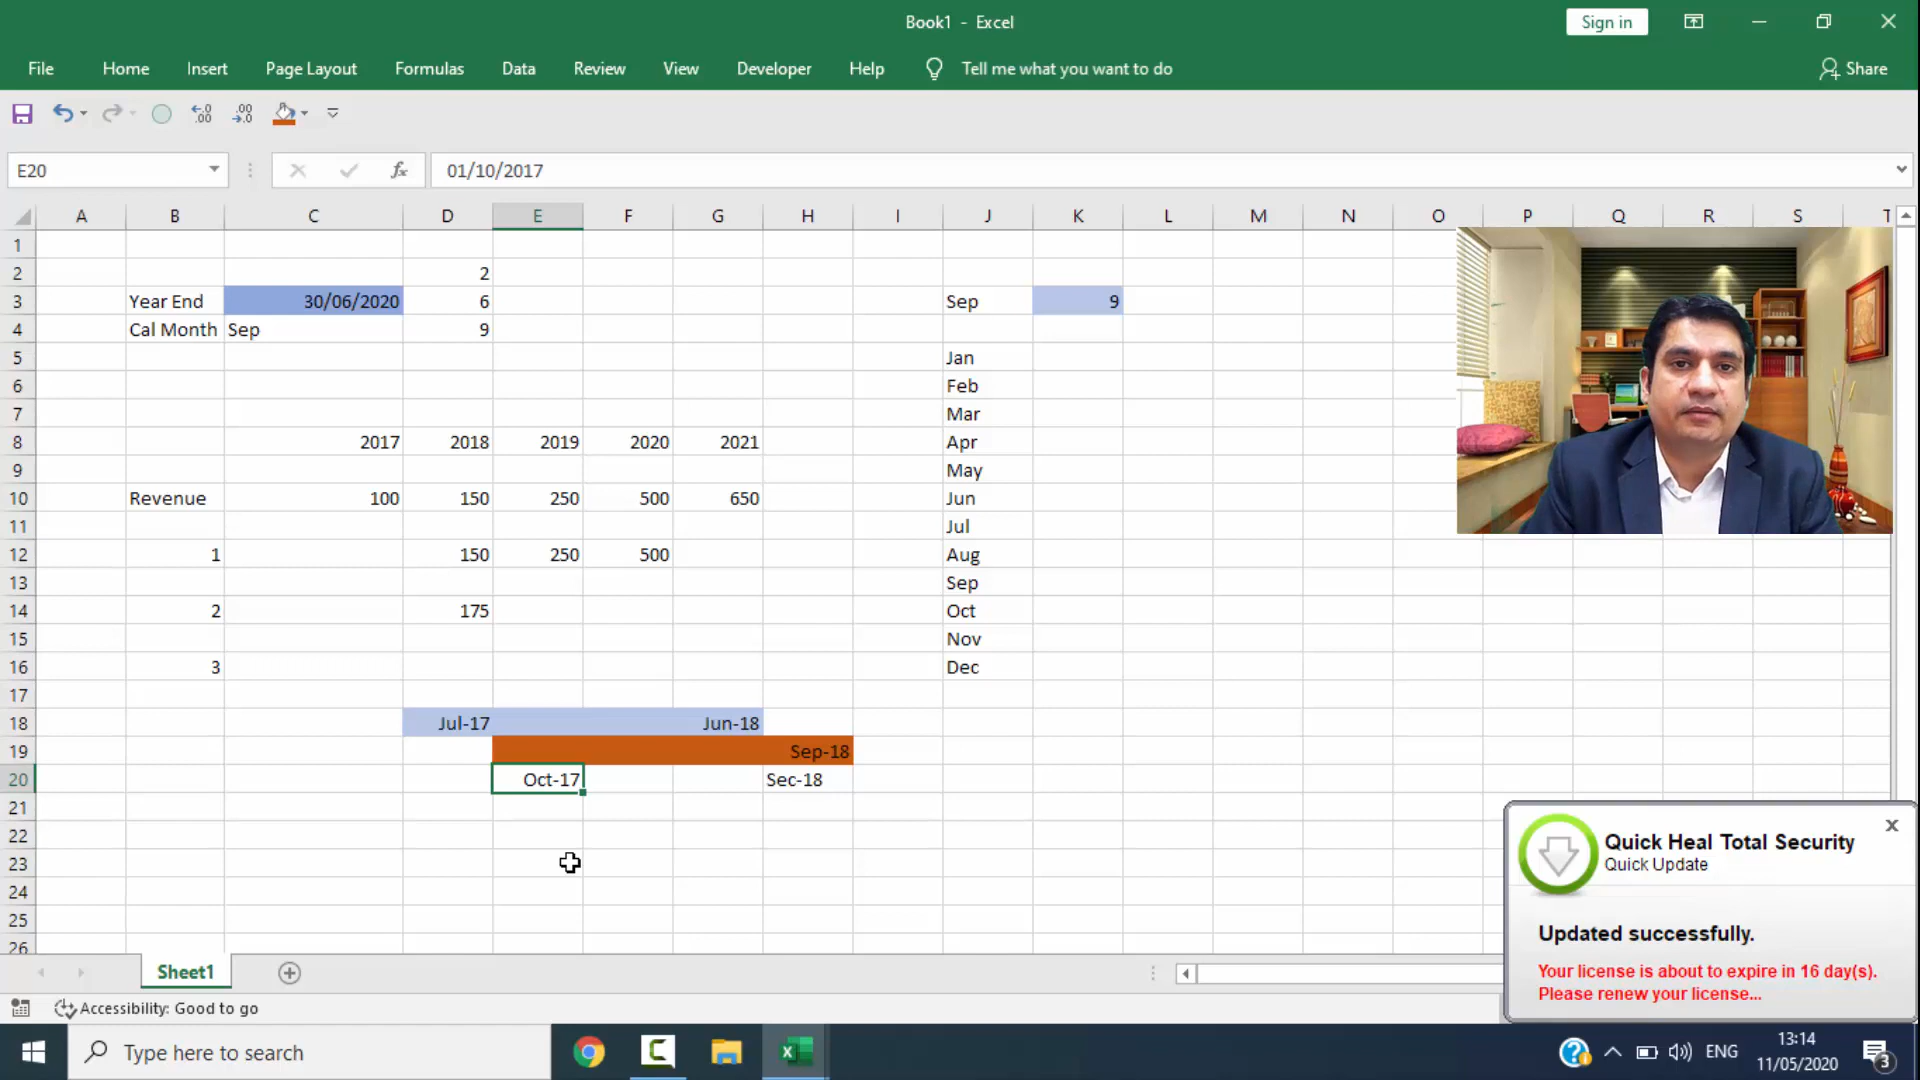 Book1 - Excel
Sign in
File Home Insert Page Layout Formulas Data Review View Developer Help Tell me what you want to do Share
E20 fx 01/10/2017
A B C D E F G H I J K L M N O P Q R S T
1
2 2
3 Year End 30/06/2020 6 Sep 9
4 Cal Month Sep 9
5 Jan
6 Feb
7 Mar
8 2017 2018 2019 2020 2021 Apr
9 May
10 Revenue 100 150 250 500 650 Jun
11 Jul
12 1 150 250 500 Aug
13 Sep
14 2 175 Oct
15 Nov
16 3 Dec
17
18 Jul-17 Jun-18
19 Sep-18
20 Oct-17 Sec-18
21
22
23
24
25
26
Quick Heal Total Security
Quick Update
Updated successfully.
Your license is about to expire in 16 day(s).
Please renew your license...
Sheet1
Accessibility: Good to go
Type here to search
ENG
13:14
11/05/2020
3